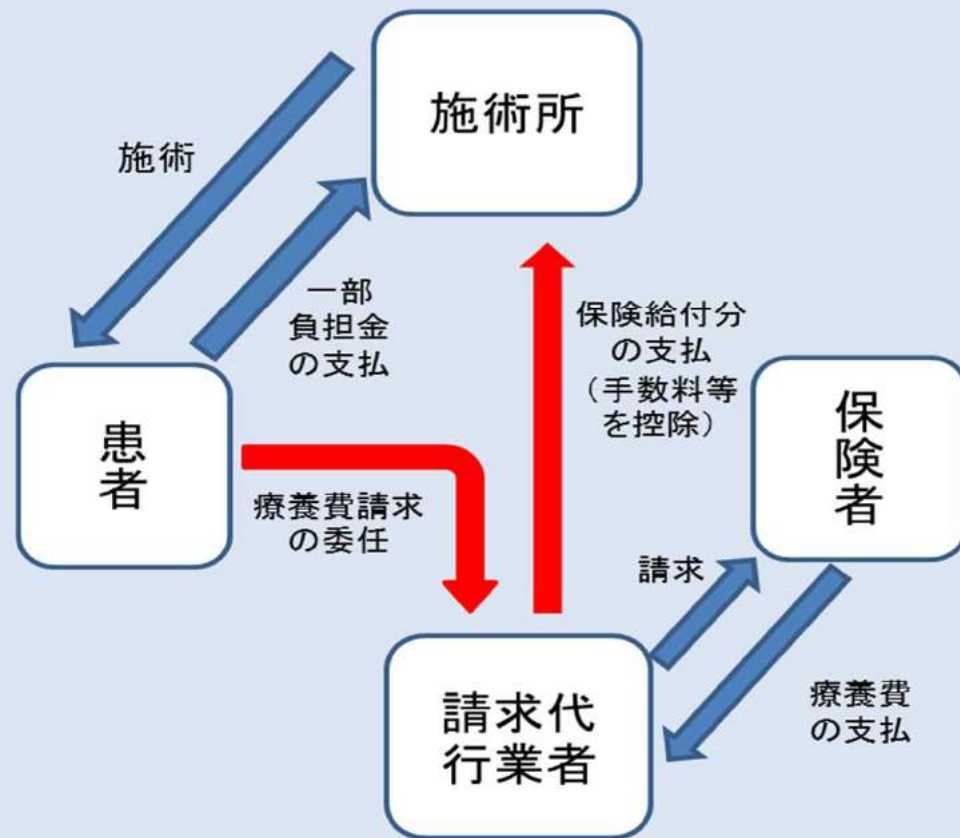 施術所
施術
一部
負担金
の支払
保険給付分
の支払
（手数料等
を控除）
患者
保険者
療養費請求
の委任
請求
請求代
行業者
療養費
の支払